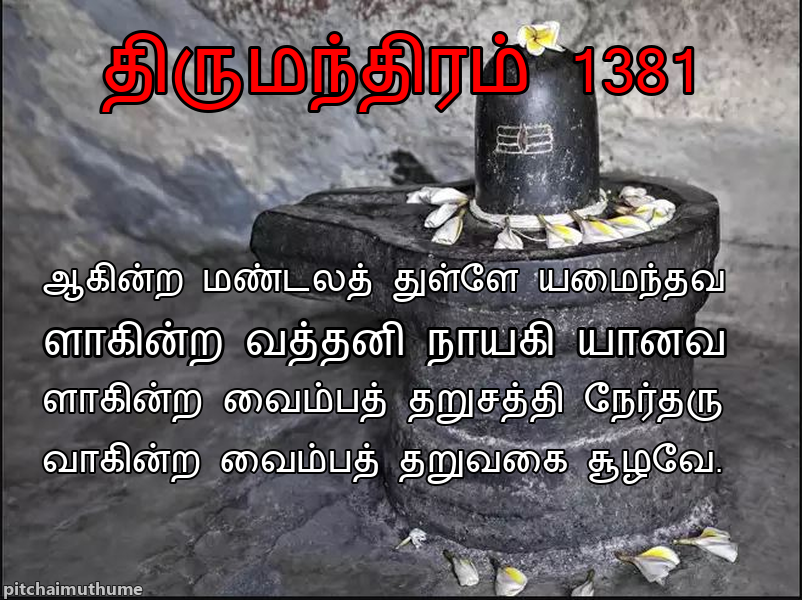 திருமந்திரம் 1381
ஆகின்ற மண்டலத் துள்ளே யமைந்தவ
ளாகின்ற வத்தனி நாயகி யானவ
ளாகின்ற வைம்பத் தறுசத்தி நேர்தரு
வாகின்ற வைம்பத் தறுவகை சூழவே.
pitchaimuthume